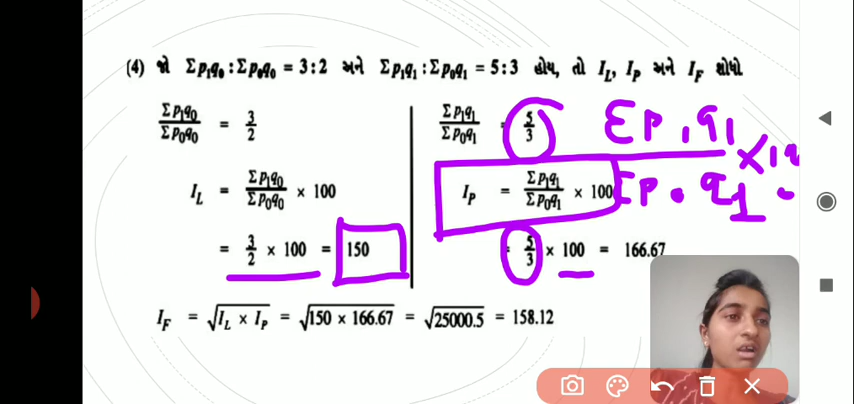 (4) જો Σp₁q₀ : Σp₀q₀ = 3 : 2 અને Σp₁q₁ : Σp₀q₁ = 5 : 3 હોય, તો I_L, I_P અને I_F શોધો
Σp₁q₀ / Σp₀q₀ = 3/2
I_L = Σp₁q₀ / Σp₀q₀ × 100
= 3/2 × 100 = 150
Σp₁q₁ / Σp₀q₁ = 5/3
I_P = Σp₁q₁ / Σp₀q₁ × 100
= 5/3 × 100 = 166.67
Σp₁q₁ / Σp₀q₁ ×
I_F = √(I_L × I_P) = √(150 × 166.67) = √25000.5 = 158.12